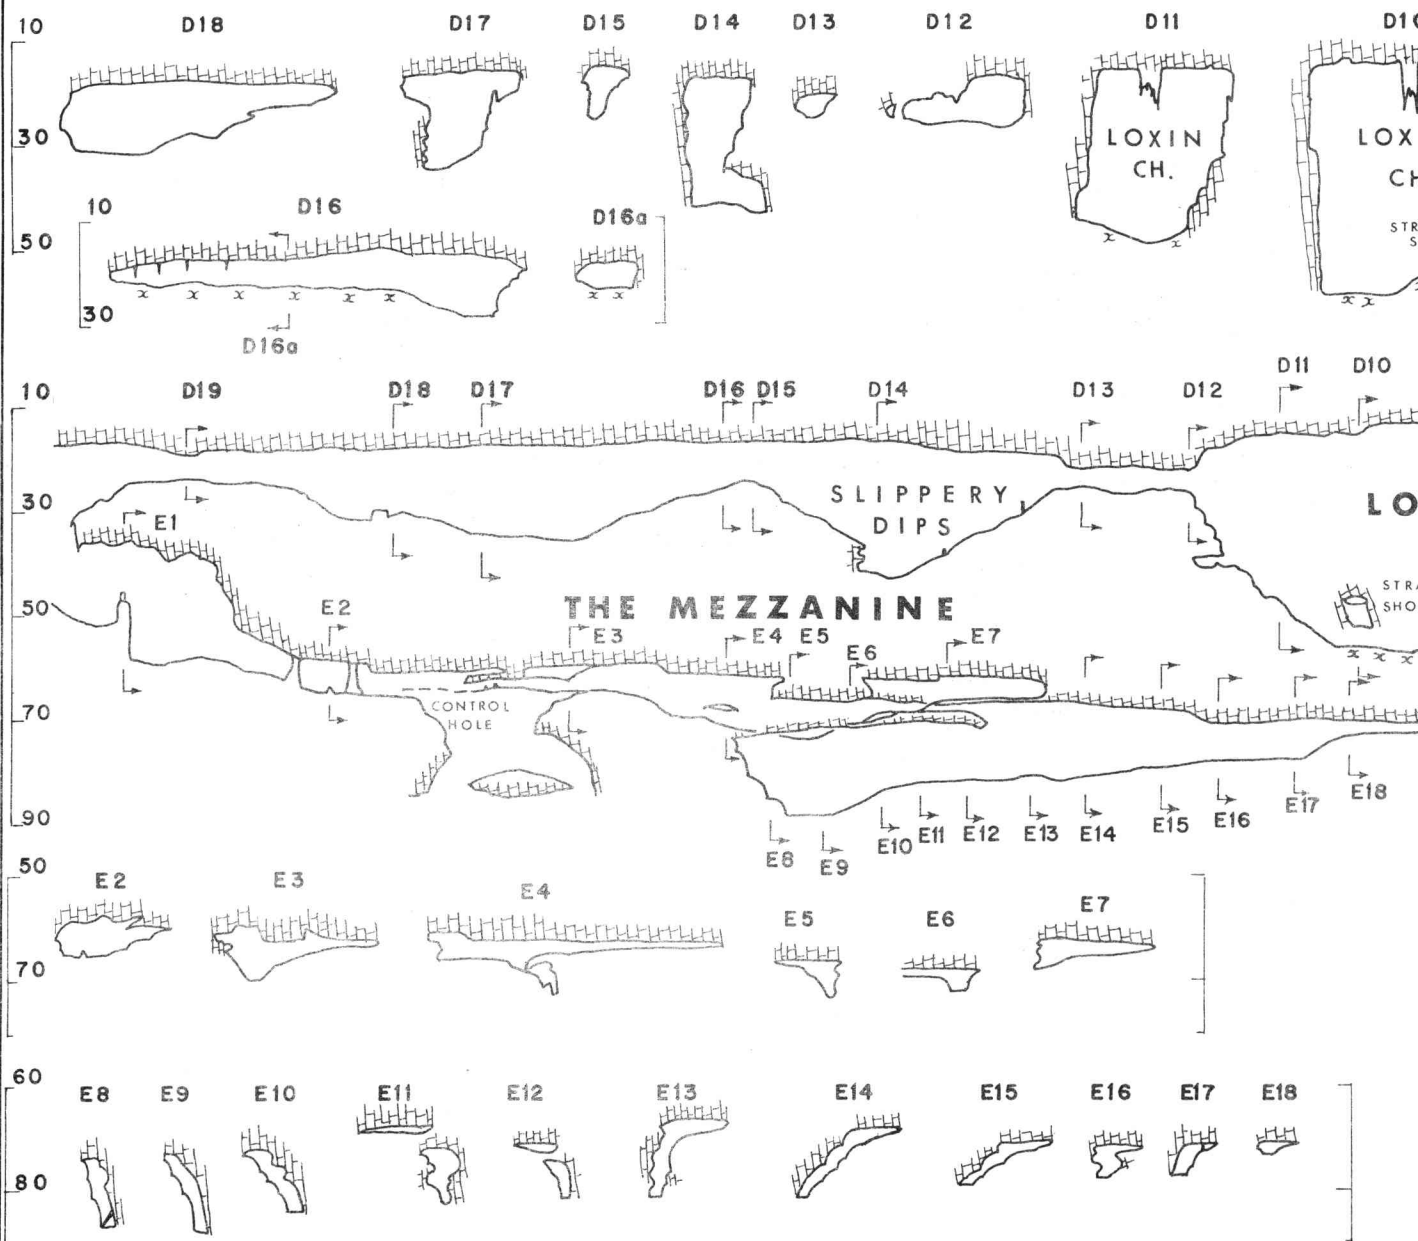 D18 D17 D15 D14 D13 D12 D11
10
30
LOXIN
CH.
10 D16 D16a
50
x x x x x x x x x x x x
30
D16a
10 D19 D18 D17 D16 D15 D14 D13 D12 D11 D10
30
SLIPPERY
DIPS
E1
50
THE MEZZANINE
E2 E3 E4 E5 E6 E7
CONTROL
HOLE
x x x
70
90
E8 E9 E10 E11 E12 E13 E14 E15 E16 E17 E18
50
E2 E3 E4 E5 E6 E7
70
60
E8 E9 E10 E11 E12 E13 E14 E15 E16 E17 E18
80